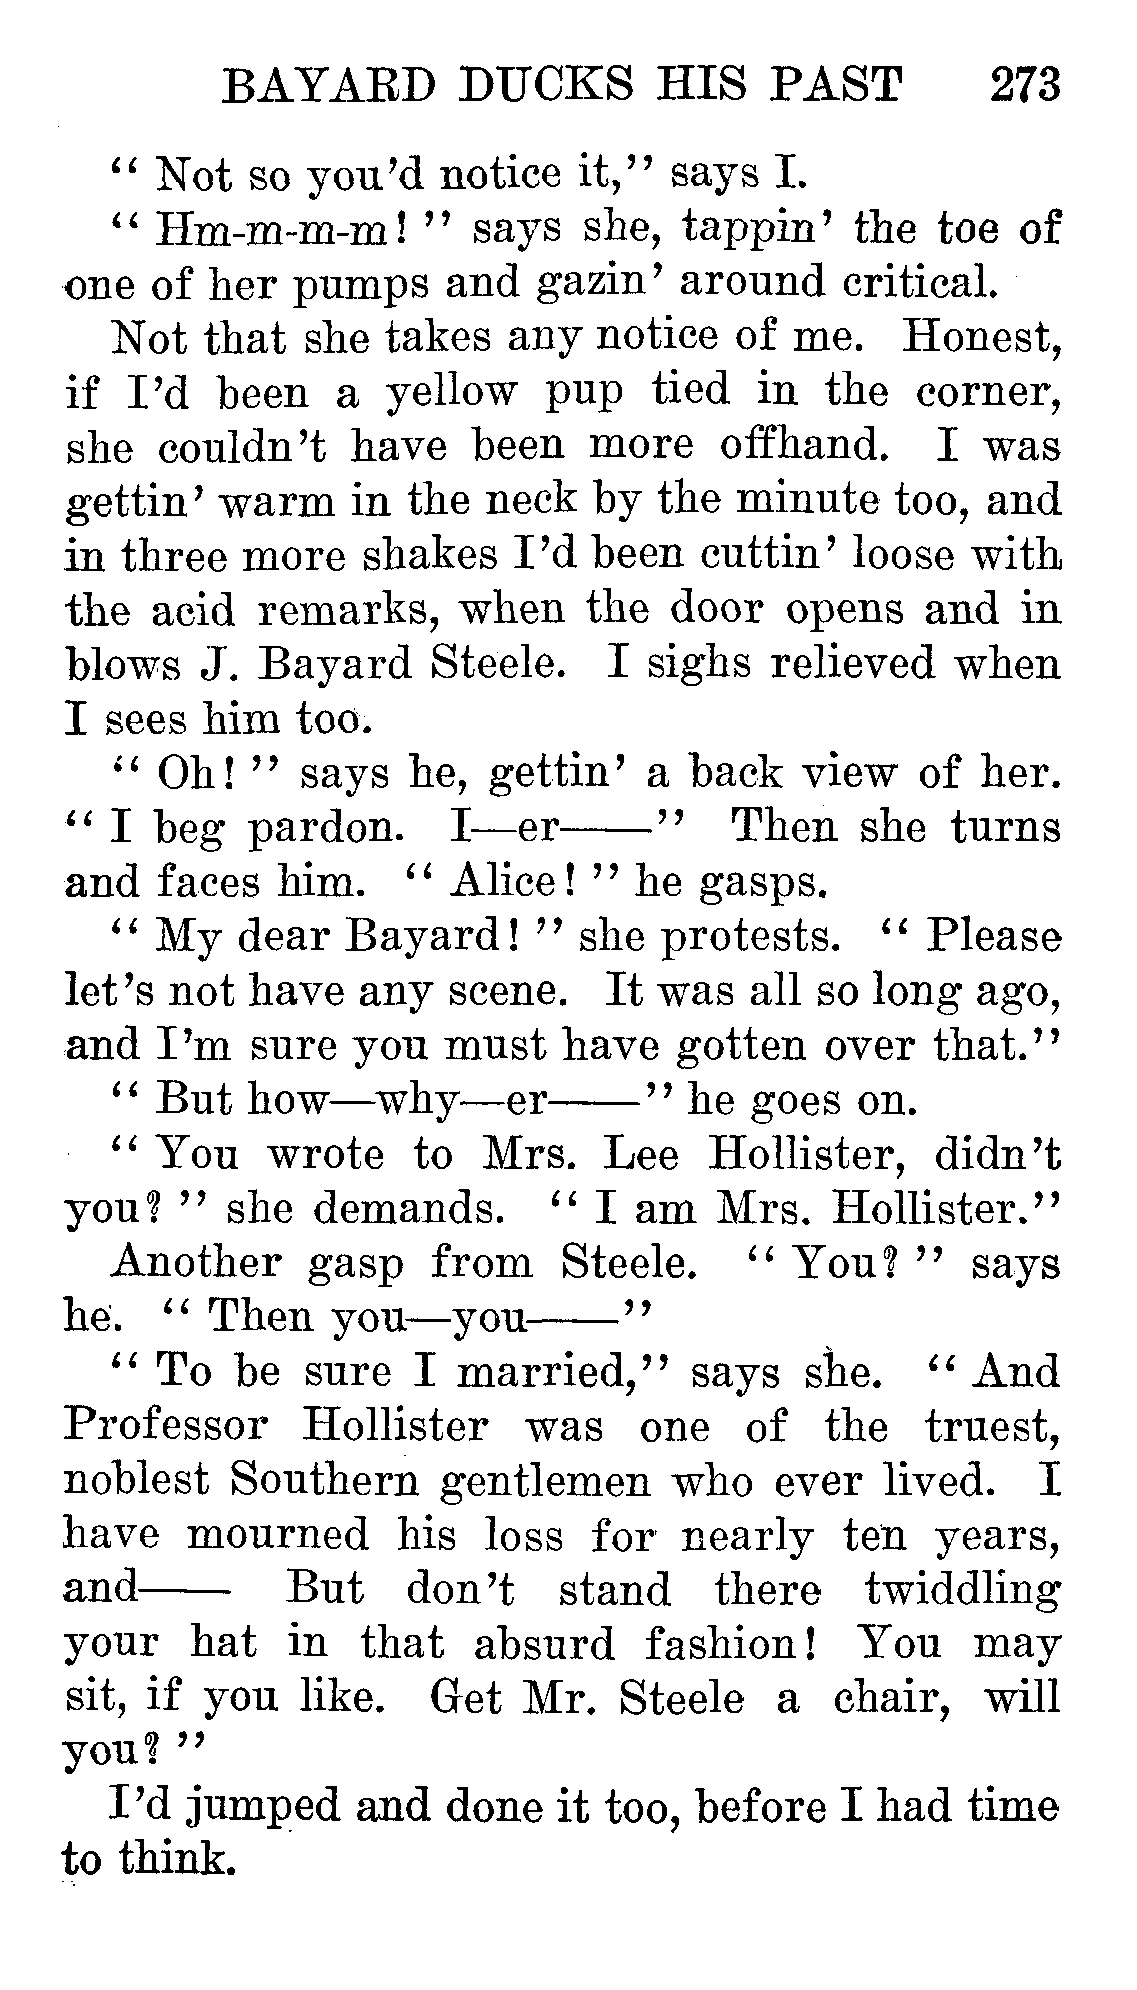 BAYARD DUCKS HIS PAST 273
“ Not so you’d notice it,” says I.
“ Hm-m-m-m! ” says she, tappin’ the toe of
one of her pumps and gazin’ around critical.
Not that she takes any notice of me. Honest,
if I’d been a yellow pup tied in the corner,
she couldn’t have been more offhand. I was
gettin’ warm in the neck by the minute too, and
in three more shakes I’d been cuttin’ loose with
the acid remarks, when the door opens and in
blows J. Bayard Steele. I sighs relieved when
I sees him too.
“ Oh! ” says he, gettin’ a back view of her.
“ I beg pardon. I—er——” Then she turns
and faces him. “ Alice! ” he gasps.
“ My dear Bayard! ” she protests. “ Please
let’s not have any scene. It was all so long ago,
and I’m sure you must have gotten over that.”
“ But how—why—er——” he goes on.
“ You wrote to Mrs. Lee Hollister, didn’t
you? ” she demands. “ I am Mrs. Hollister.”
Another gasp from Steele. “ You? ” says
he. “ Then you—you——”
“ To be sure I married,” says she. “ And
Professor Hollister was one of the truest,
noblest Southern gentlemen who ever lived. I
have mourned his loss for nearly ten years,
and—— But don’t stand there twiddling
your hat in that absurd fashion! You may
sit, if you like. Get Mr. Steele a chair, will
you? ”
I’d jumped and done it too, before I had time
to think.